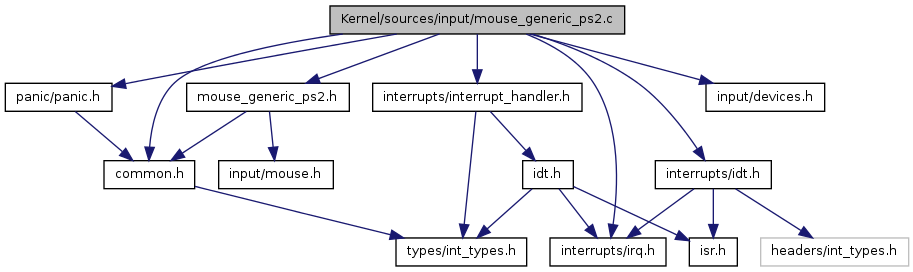 Kernel/sources/input/mouse_generic_ps2.c
panic/panic.h
mouse_generic_ps2.h
interrupts/interrupt_handler.h
input/devices.h
common.h
input/mouse.h
idt.h
interrupts/idt.h
types/int_types.h
interrupts/irq.h
isr.h
headers/int_types.h